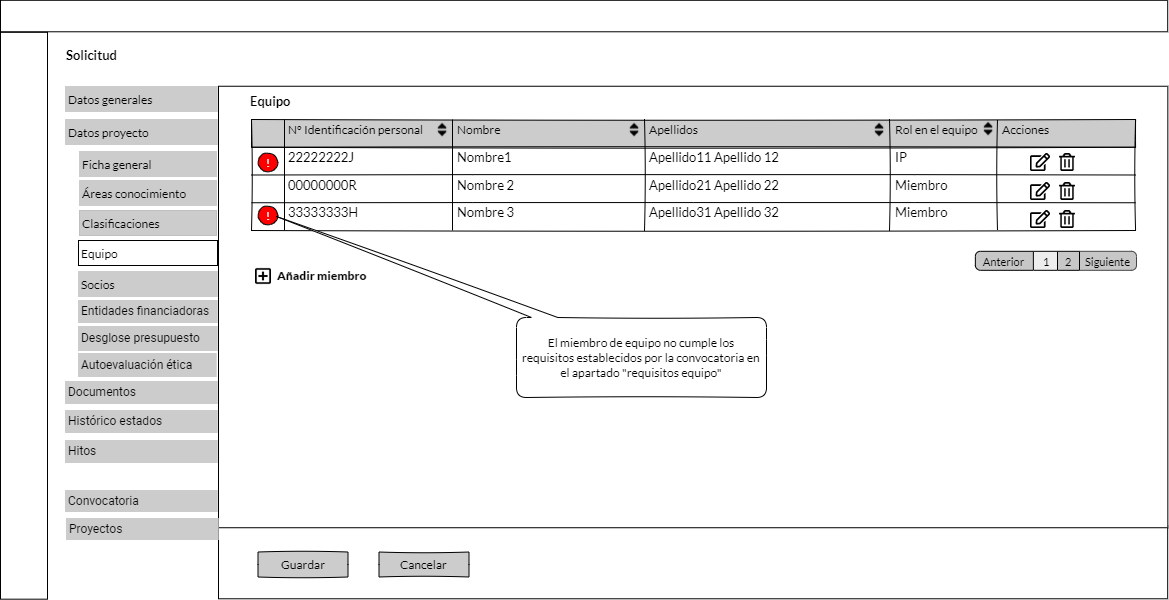 Solicitud
Datos generales
Datos proyecto
Ficha general
Áreas conocimiento
Clasificaciones
Equipo
Socios
Entidades financiadoras
Desglose presupuesto
Autoevaluación ética
Documentos
Histórico estados
Hitos
Convocatoria
Proyectos
Equipo
Nº Identificación personal Nombre Apellidos Rol en el equipo Acciones
! 22222222J Nombre1 Apellido11 Apellido 12 IP
00000000R Nombre 2 Apellido21 Apellido 22 Miembro
! 33333333H Nombre 3 Apellido31 Apellido 32 Miembro
Anterior 1 2 Siguiente
Añadir miembro
El miembro de equipo no cumple los
requisitos establecidos por la convocatoria en
el apartado "requisitos equipo"
Guardar Cancelar